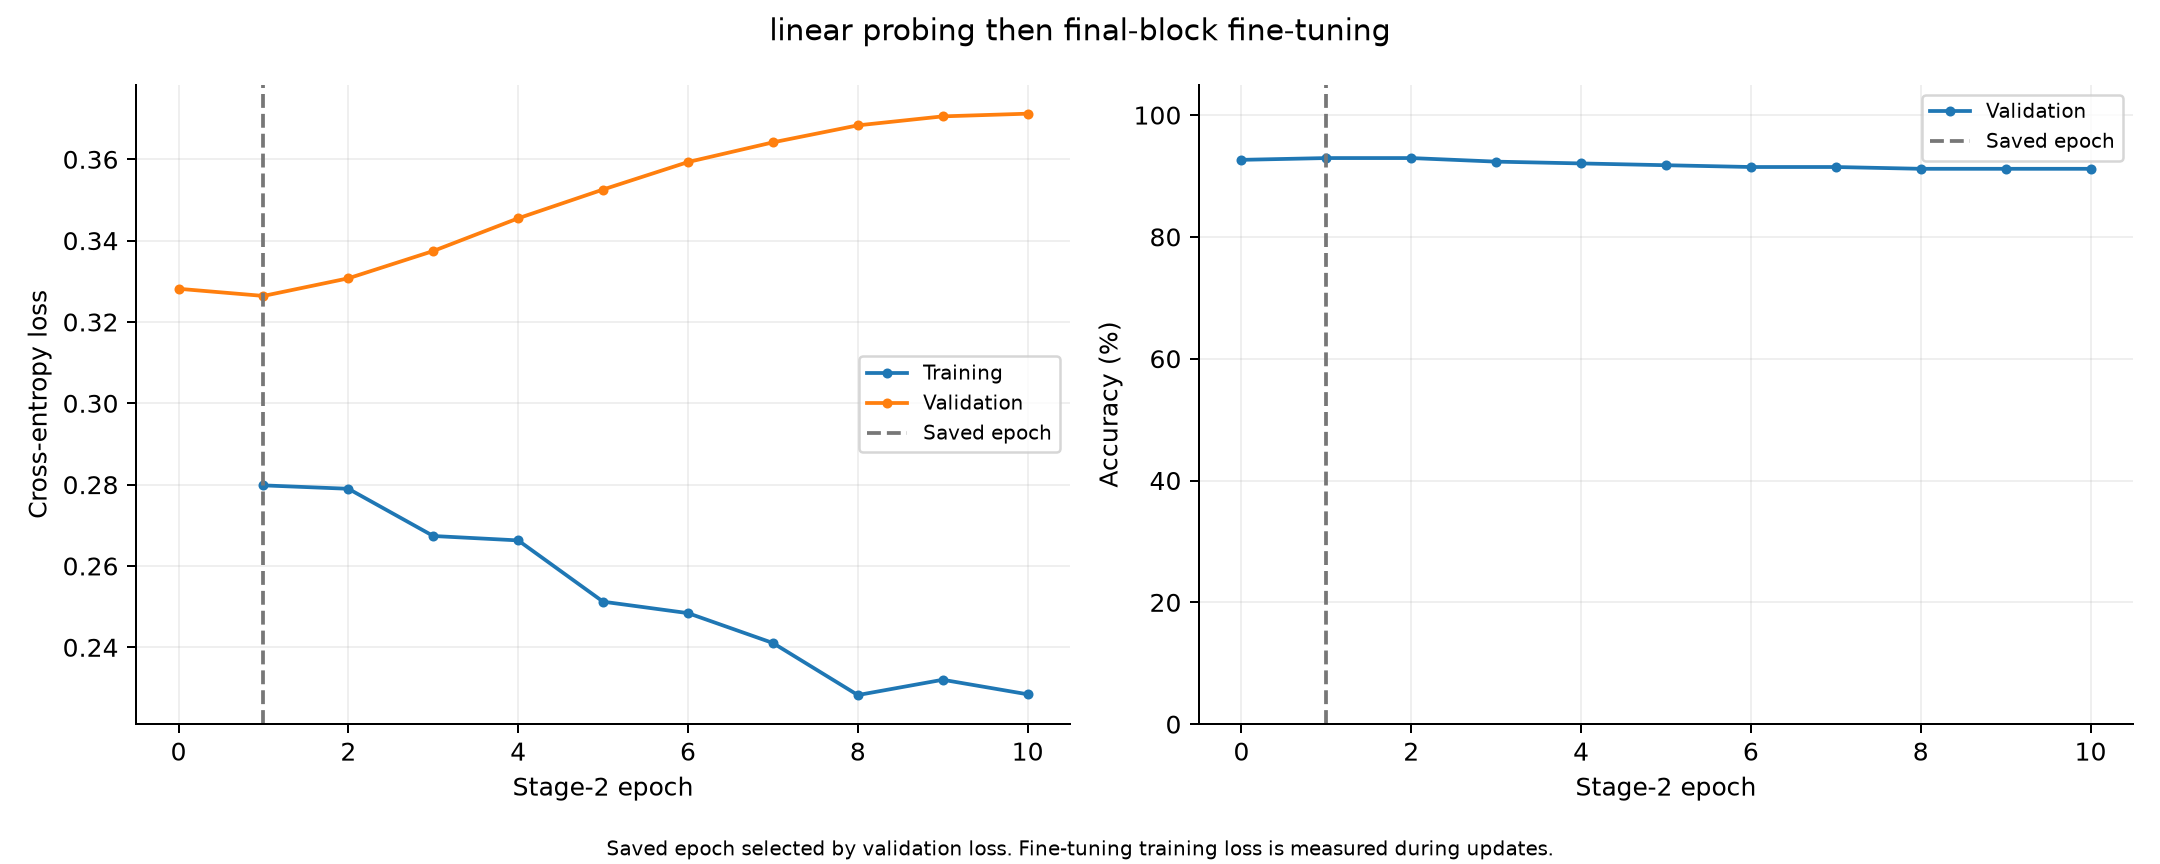 linear probing then final-block fine-tuning
Cross-entropy loss
0.36
0.34
0.32
0.30
0.28
0.26
0.24
Training
Validation
Saved epoch
0
2
4
6
8
10
Stage-2 epoch
Accuracy (%)
100
80
60
40
20
0
Validation
Saved epoch
0
2
4
6
8
10
Stage-2 epoch
Saved epoch selected by validation loss. Fine-tuning training loss is measured during updates.